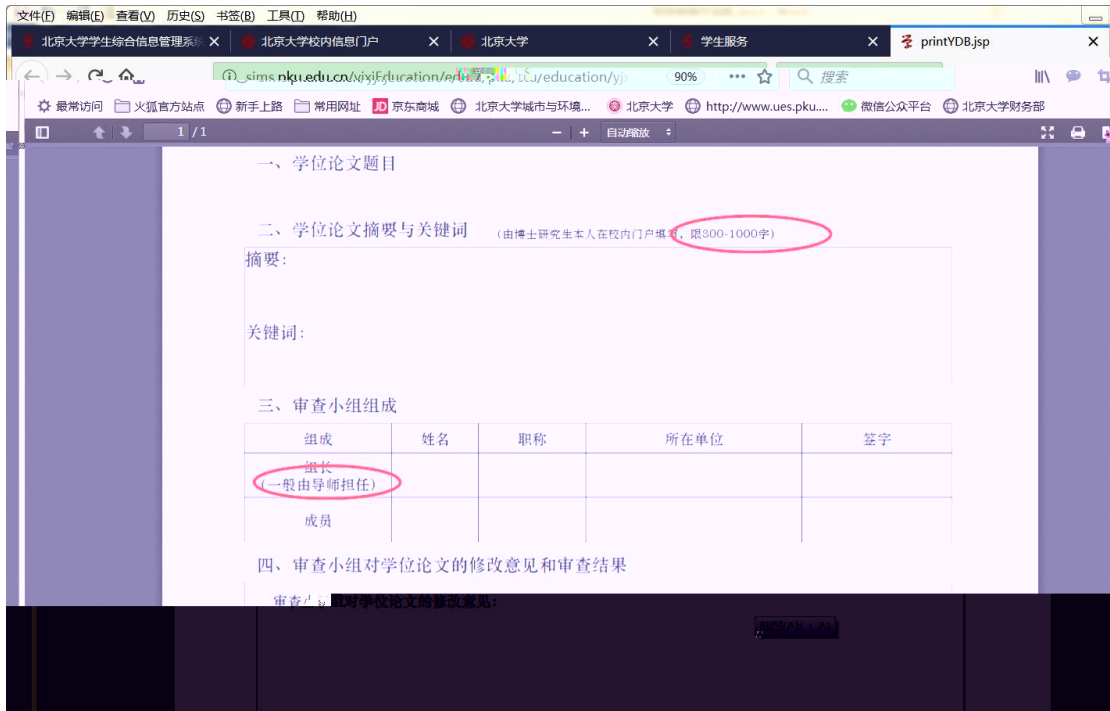 文件(F) 编辑(E) 查看(V) 历史(S) 书签(B) 工具(T) 帮助(H)
北京大学学生综合信息管理系统 北京大学校内信息门户 北京大学 学生服务 printYDB.jsp
90% 搜索
最常访问 火狐官方站点 新手上路 常用网址 JD 京东商城 北京大学城市与环境... 北京大学 http://www.ues.pku.... 微信公众平台 北京大学财务部
1 / 1 自动缩放
一、学位论文题目
二、学位论文摘要与关键词 (由博士研究生本人在校内门户填写, 限800-1000字)
摘要:
关键词:
三、审查小组组成
组成 姓名 职称 所在单位 签字
组长
(一般由导师担任)
成员
四、审查小组对学位论文的修改意见和审查结果
审查小组对学位论文的修改意见: